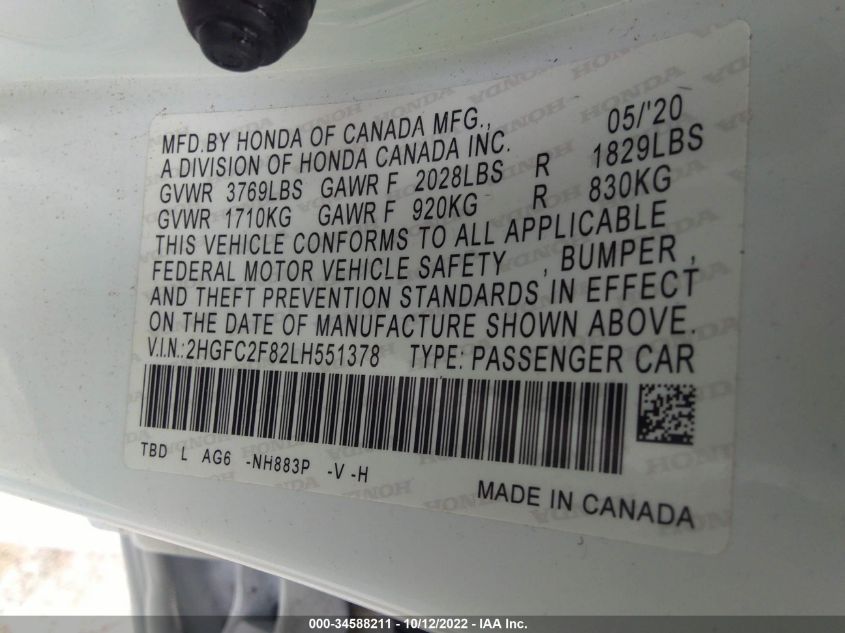 MFD.BY HONDA OF CANADA MFG., 05/'20
A DIVISION OF HONDA CANADA INC.
GVWR 3769LBS GAWR F 2028LBS R 1829LBS
GVWR 1710KG GAWR F 920KG R 830KG
THIS VEHICLE CONFORMS TO ALL APPLICABLE
FEDERAL MOTOR VEHICLE SAFETY , BUMPER ,
AND THEFT PREVENTION STANDARDS IN EFFECT
ON THE DATE OF MANUFACTURE SHOWN ABOVE.
V.I.N.:2HGFC2F82LH551378 TYPE: PASSENGER CAR
TBD L AG6 -NH883P -V -H
MADE IN CANADA
000-34588211 - 10/12/2022 - IAA Inc.